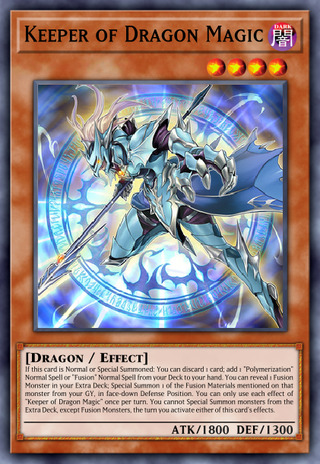 Keeper of Dragon Magic
DARK
闇
[Dragon / Effect]
If this card is Normal or Special Summoned: You can discard 1 card; add 1 "Polymerization"
Normal Spell or "Fusion" Normal Spell from your Deck to your hand. You can reveal 1 Fusion
Monster in your Extra Deck; Special Summon 1 of the Fusion Materials mentioned on that
monster from your GY, in face-down Defense Position. You can only use each effect of
"Keeper of Dragon Magic" once per turn. You cannot Special Summon monsters from the
Extra Deck, except Fusion Monsters, the turn you activate either of this card's effects.
ATK/1800 DEF/1300